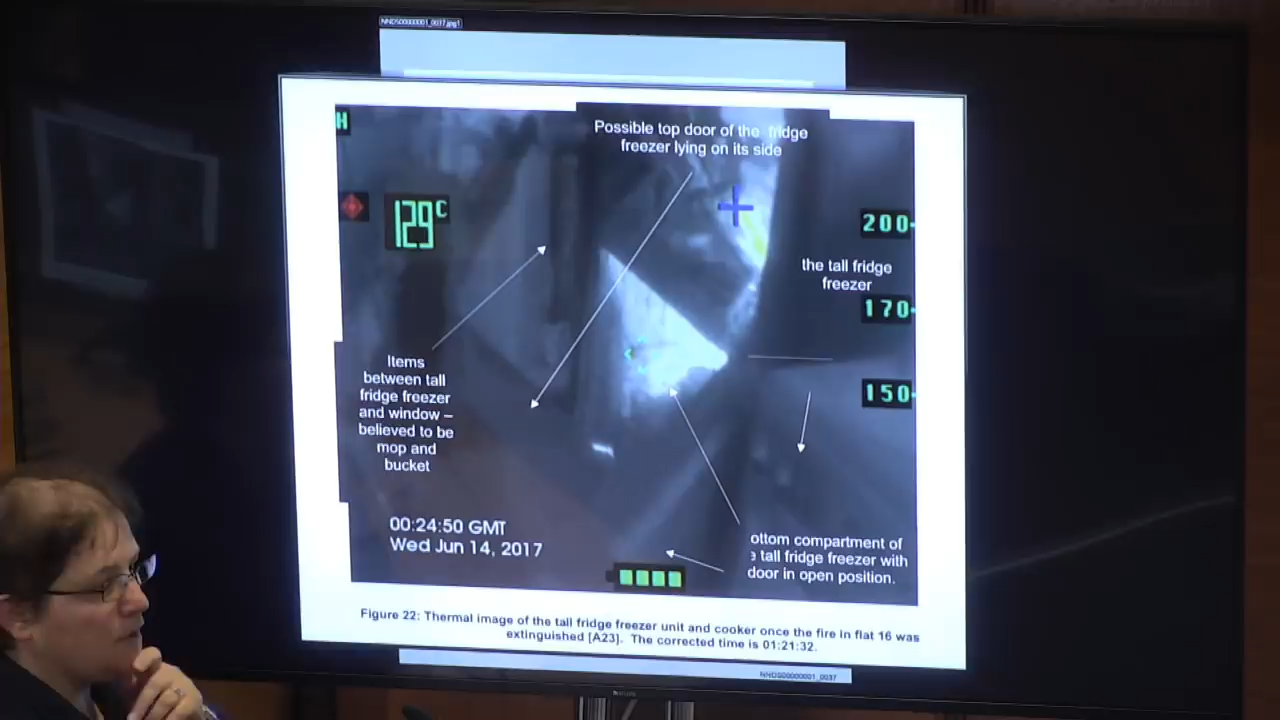 NNDS00000001_0037.jpg1
H
Possible top door of the fridge
freezer lying on its side
129c
200
the tall fridge
freezer
170
Items
between tall
fridge freezer
and window –
believed to be
mop and
bucket
150
00:24:50 GMT
Wed Jun 14, 2017
ottom compartment of
tall fridge freezer with
door in open position.
Figure 22: Thermal image of the tall fridge freezer unit and cooker once the fire in flat 16 was
extinguished [A23]. The corrected time is 01:21:32.
NNDS00000001_0037